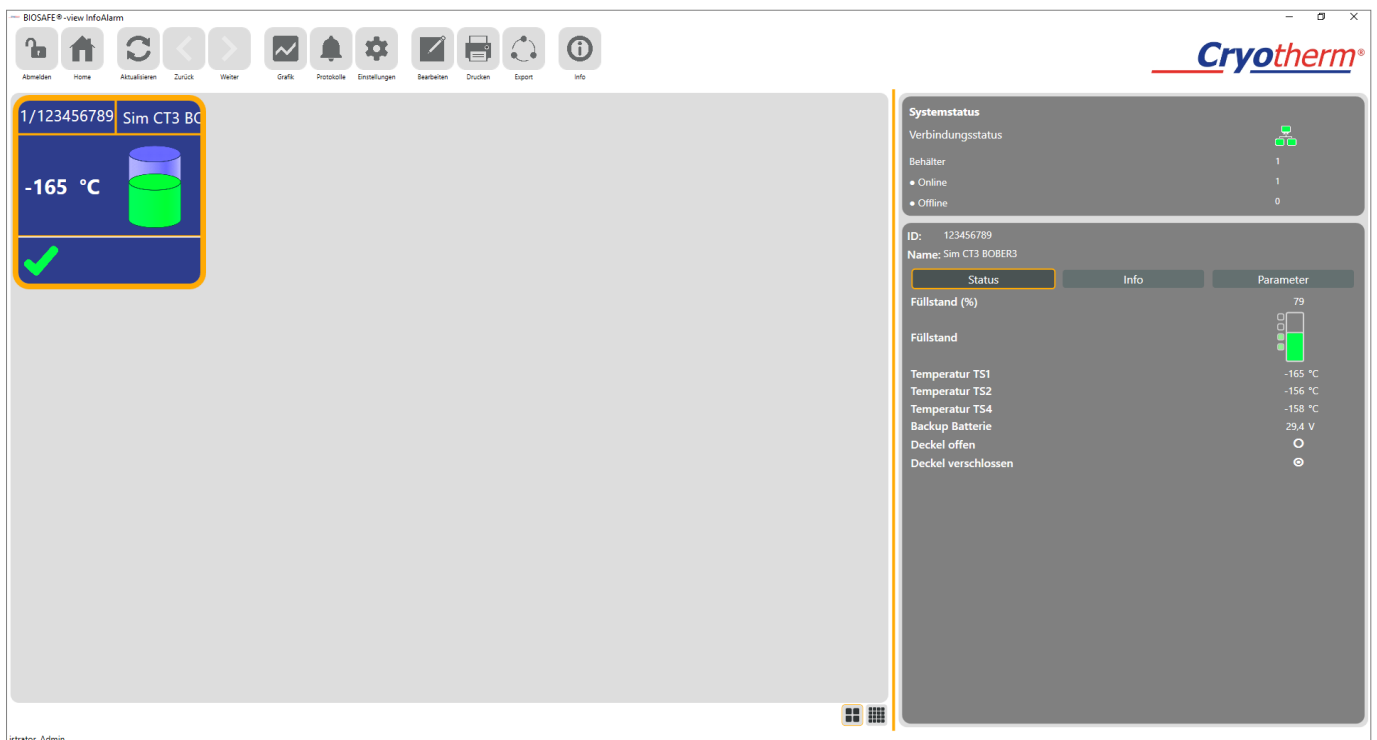 BIOSAFE®-view InfoAlarm
Abmelden Home Aktualisieren Zurück Weiter Grafik Protokolle Einstellungen Bearbeiten Drucken Export Info
Cryotherm®
1/123456789 Sim CT3 BO
-165 °C
Systemstatus
Verbindungsstatus
Behälter 1
● Online 1
● Offline 0
ID: 123456789
Name: Sim CT3 BOBER3
Status Info Parameter
Füllstand (%) 79
Füllstand
Temperatur TS1 -165 °C
Temperatur TS2 -156 °C
Temperatur TS4 -158 °C
Backup Batterie 29,4 V
Deckel offen
Deckel verschlossen
istrator, Admin